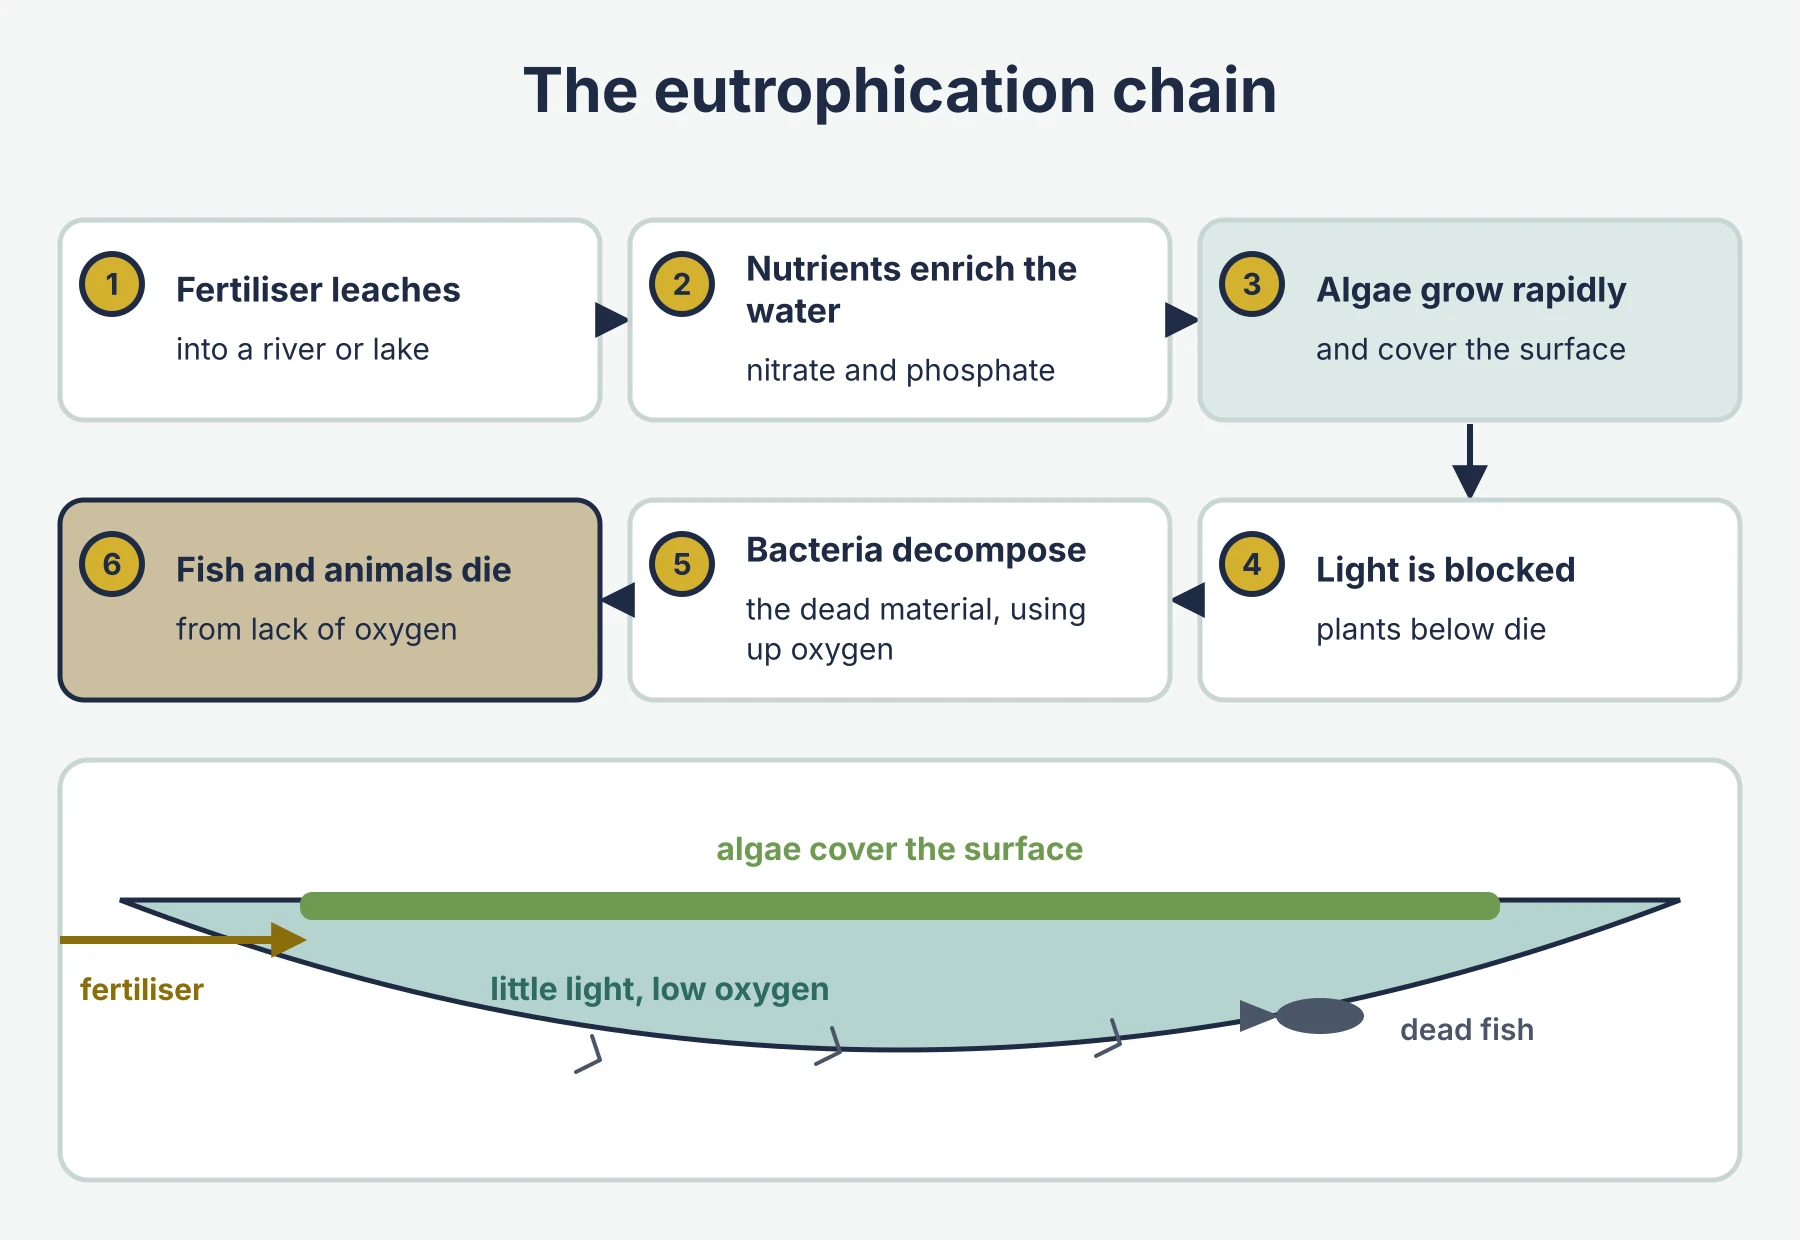 The eutrophication chain
1
Fertiliser leaches
into a river or lake
2
Nutrients enrich the
water
nitrate and phosphate
3
Algae grow rapidly
and cover the surface
4
Light is blocked
plants below die
5
Bacteria decompose
the dead material, using
up oxygen
6
Fish and animals die
from lack of oxygen
algae cover the surface
fertiliser
little light, low oxygen
dead fish